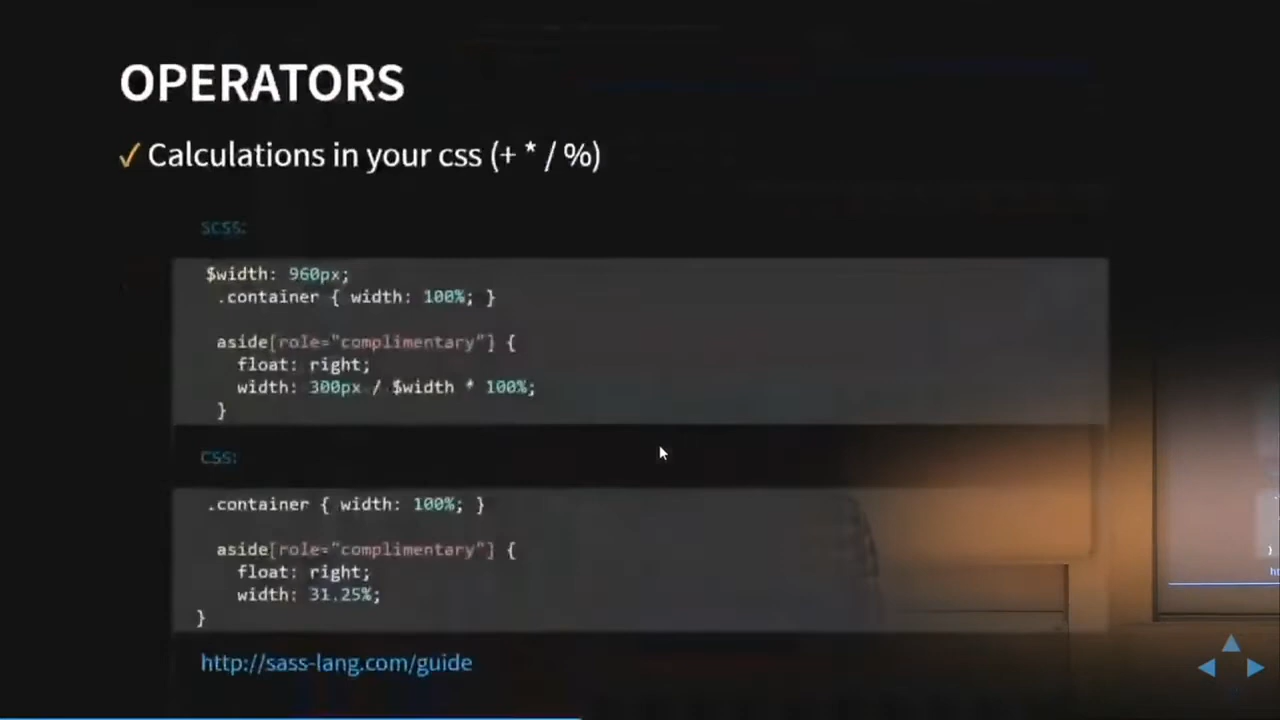 OPERATORS
✓ Calculations in your css (+ * / %)
SCSS:
$width: 960px;
.container { width: 100%; }
aside[role="complimentary"] {
float: right;
width: 300px / $width * 100%;
}
CSS:
.container { width: 100%; }
aside[role="complimentary"] {
float: right;
width: 31.25%;
}
http://sass-lang.com/guide